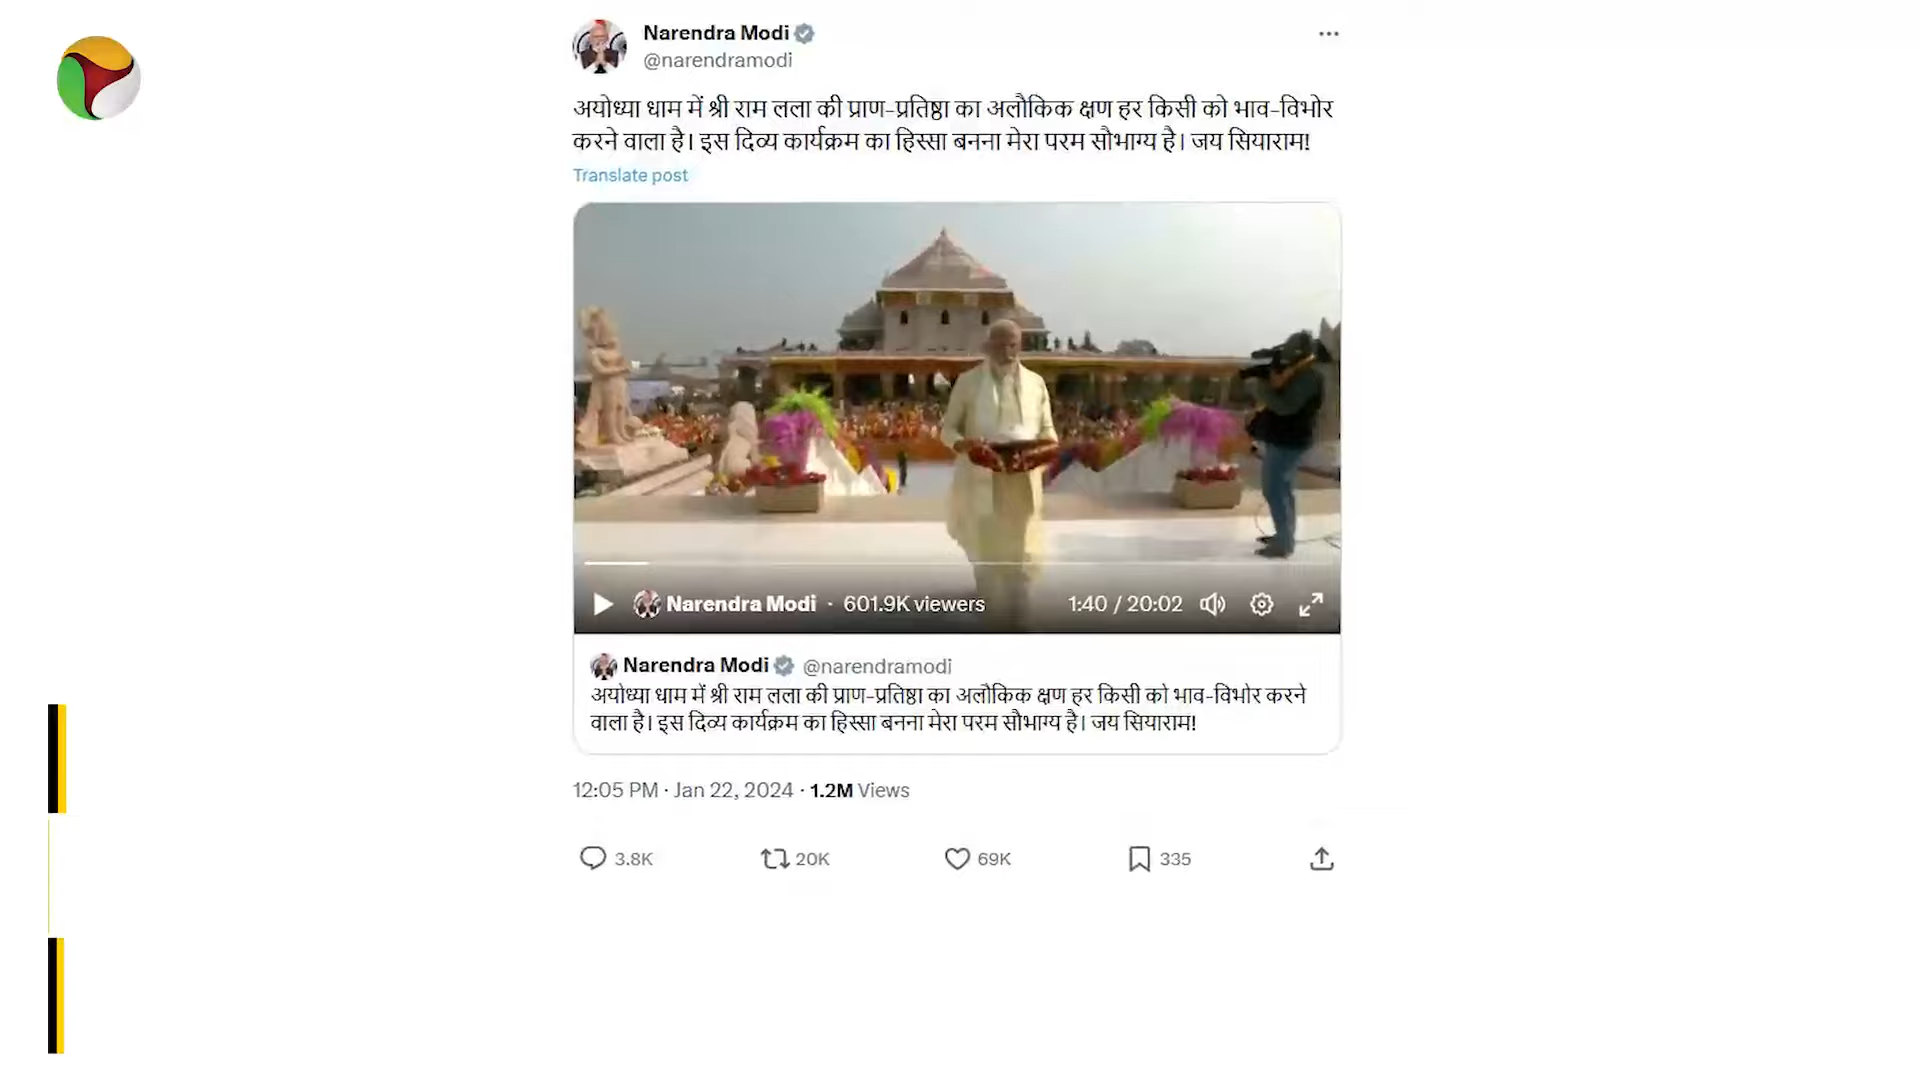 Narendra Modi
@narendramodi
अयोध्या धाम में श्री राम लला की प्राण-प्रतिष्ठा का अलौकिक क्षण हर किसी को भाव-विभोर
करने वाला है। इस दिव्य कार्यक्रम का हिस्सा बनना मेरा परम सौभाग्य है। जय सियाराम!
Translate post
Narendra Modi · 601.9K viewers 1:40 / 20:02
Narendra Modi @narendramodi
अयोध्या धाम में श्री राम लला की प्राण-प्रतिष्ठा का अलौकिक क्षण हर किसी को भाव-विभोर करने
वाला है। इस दिव्य कार्यक्रम का हिस्सा बनना मेरा परम सौभाग्य है। जय सियाराम!
12:05 PM · Jan 22, 2024 · 1.2M Views
3.8K 20K 69K 335